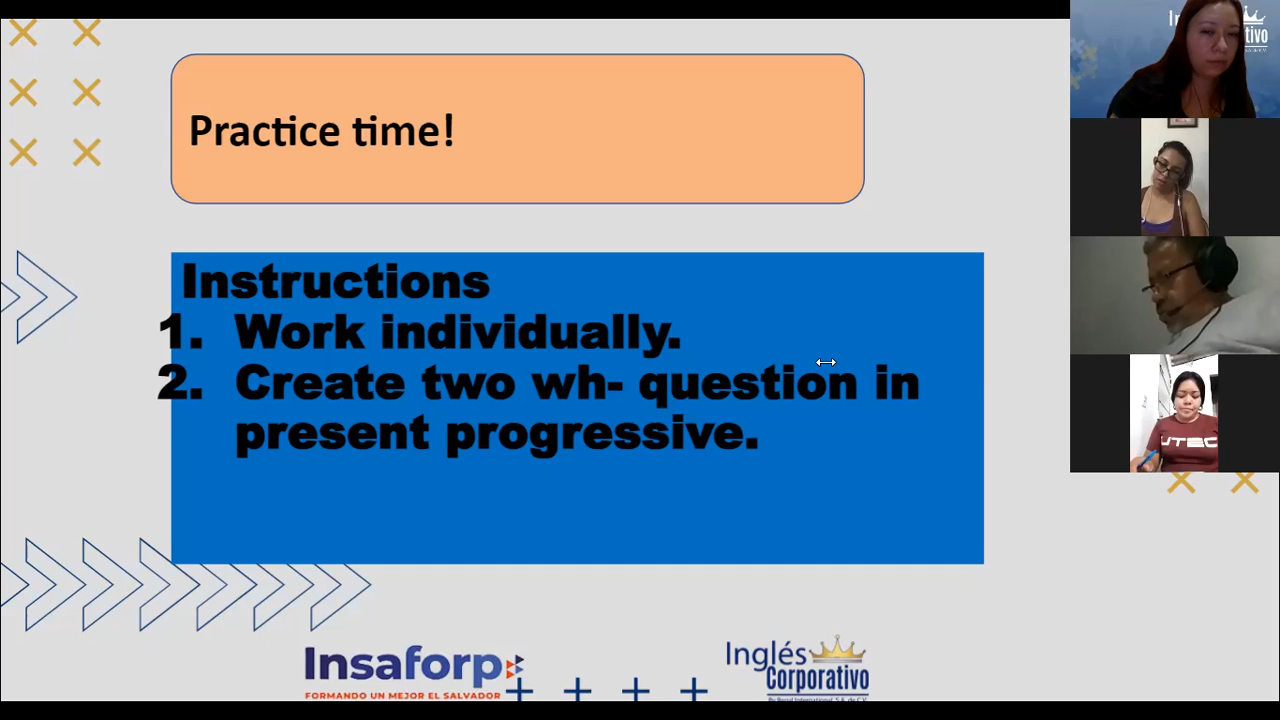 Practice time!
Instructions
1. Work individually.
2. Create two wh- question in
present progressive.
Insaforp
FORMANDO UN MEJOR EL SALVADOR
Inglés
Corporativo
UTEC